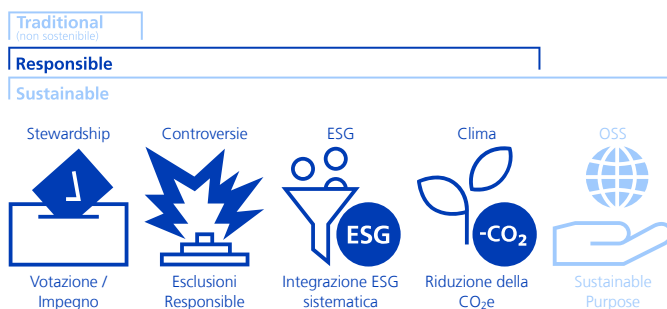 Traditional
(non sostenibile)
Responsible
Sustainable
Stewardship
Controversie
ESG
Clima
OSS
ESG
-CO₂
Votazione /
Impegno
Esclusioni
Responsible
Integrazione ESG
sistematica
Riduzione della
CO₂e
Sustainable
Purpose